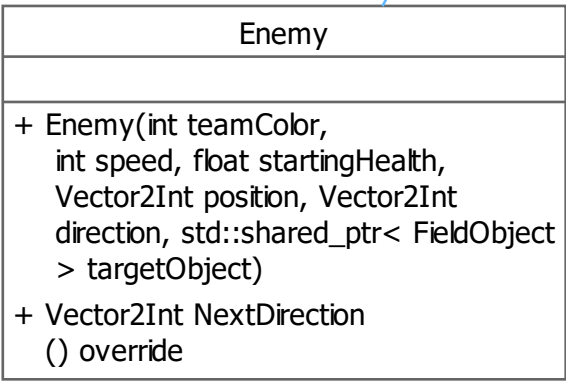 Enemy
+ Enemy(int teamColor,
int speed, float startingHealth,
Vector2Int position, Vector2Int
direction, std::shared_ptr< FieldObject
> targetObject)
+ Vector2Int NextDirection
() override